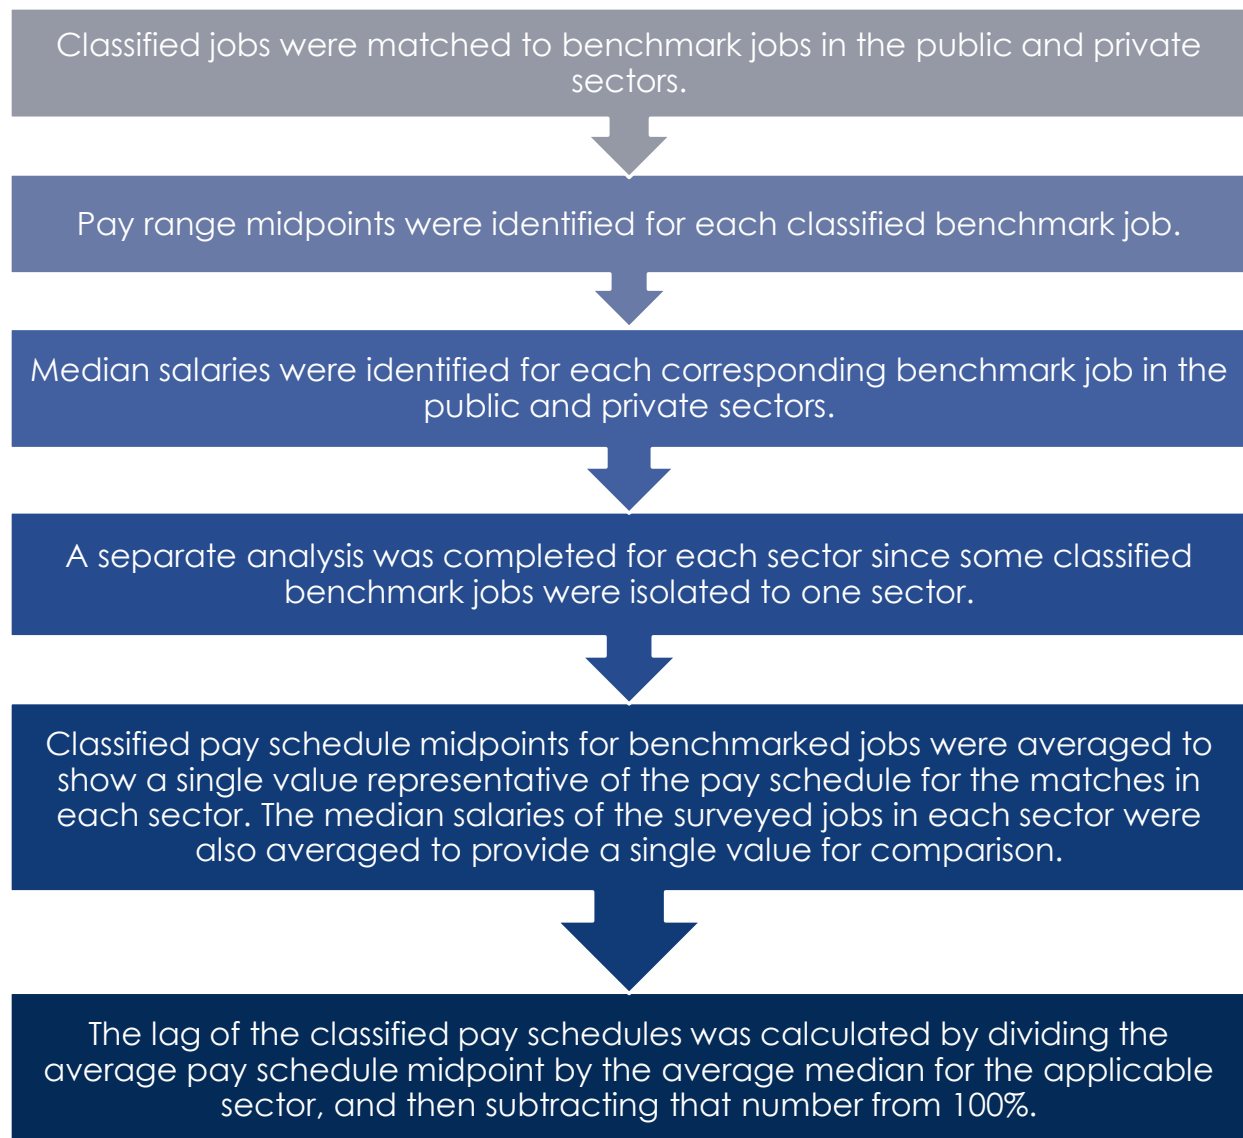 Classified jobs were matched to benchmark jobs in the public and private
sectors.
Pay range midpoints were identified for each classified benchmark job.
Median salaries were identified for each corresponding benchmark job in the
public and private sectors.
A separate analysis was completed for each sector since some classified
benchmark jobs were isolated to one sector.
Classified pay schedule midpoints for benchmarked jobs were averaged to
show a single value representative of the pay schedule for the matches in
each sector. The median salaries of the surveyed jobs in each sector were
also averaged to provide a single value for comparison.
The lag of the classified pay schedules was calculated by dividing the
average pay schedule midpoint by the average median for the applicable
sector, and then subtracting that number from 100%.